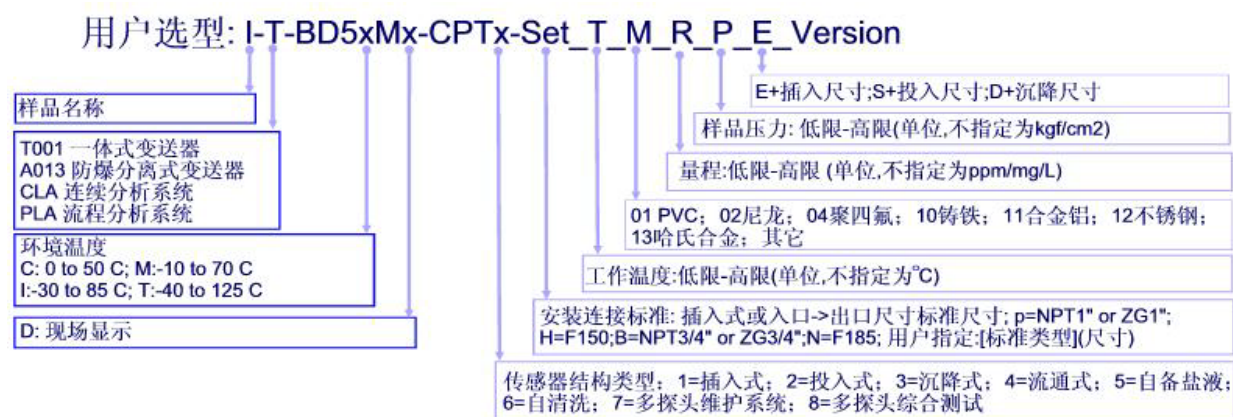 用户选型: I-T-BD5xMx-CPTx-Set_T_M_R_P_E_Version
E+插入尺寸;S+投入尺寸;D+沉降尺寸
样品名称
样品压力: 低限-高限(单位,不指定为kgf/cm2)
T001 一体式变送器
A013 防爆分离式变送器
CLA 连续分析系统
PLA 流程分析系统
量程:低限-高限 (单位,不指定为ppm/mg/L)
01 PVC；02尼龙；04聚四氟；10铸铁；11合金铝；12不锈钢；
13哈氏合金；其它
环境温度
C: 0 to 50 C; M:-10 to 70 C
I:-30 to 85 C; T:-40 to 125 C
工作温度:低限-高限(单位,不指定为℃)
D: 现场显示
安装连接标准: 插入式或入口->出口尺寸标准尺寸; p=NPT1" or ZG1";
H=F150;B=NPT3/4" or ZG3/4";N=F185; 用户指定:[标准类型](尺寸)
传感器结构类型；1=插入式；2=投入式；3=沉降式；4=流通式；5=自备盐液；
6=自清洗；7=多探头维护系统；8=多探头综合测试